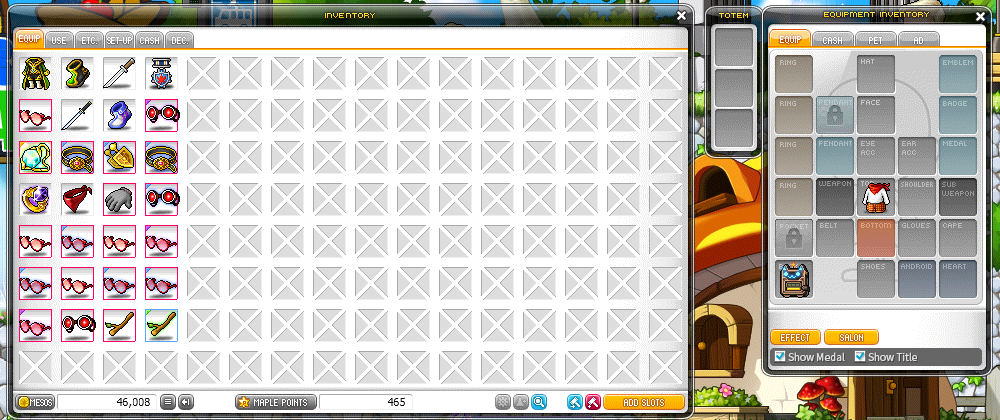 INVENTORY
EQUIP USE ETC. SET-UP CASH DEC.
MESOS 46,008
MAPLE POINTS 465
ADD SLOTS
TOTEM
EQUIPMENT INVENTORY
EQUIP CASH PET AD
RING HAT EMBLEM
RING PENDANT FACE BADGE
RING PENDANT EYE ACC EAR ACC MEDAL
RING WEAPON SHOULDER SUB WEAPON
POCKET BELT BOTTOM GLOVES CAPE
SHOES ANDROID HEART
EFFECT SALON
Show Medal Show Title